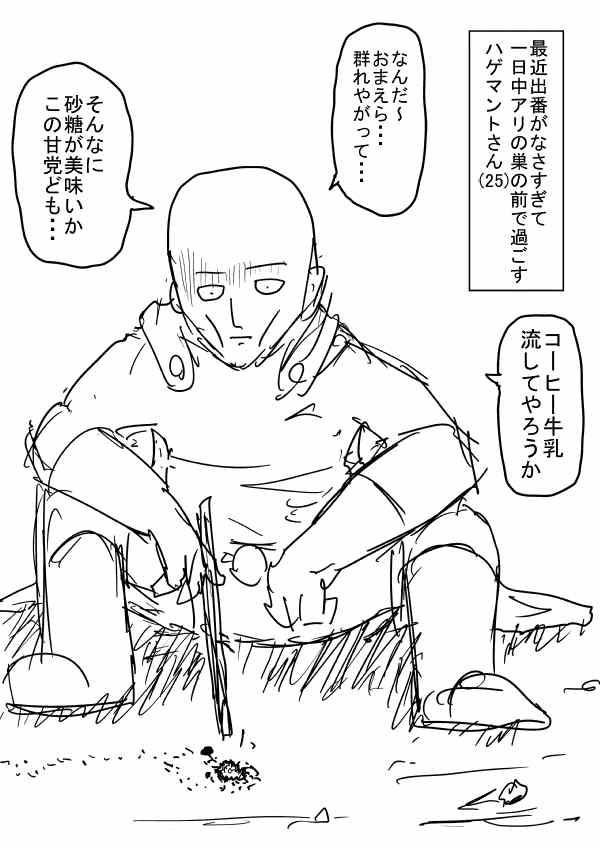 最近出番がなさすぎて
一日中アリの巣の前で過ごす
ハゲマントさん(25)
なんだ～
おまえら…
群れやがって…
そんなに
砂糖が美味いか
この甘党ども…
コーヒー牛乳
流してやろうか